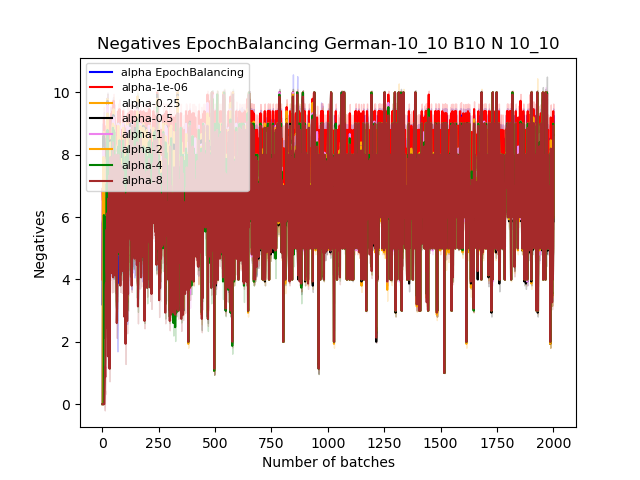 Negatives EpochBalancing German-10_10 B10 N 10_10
alpha EpochBalancing
alpha-1e-06
alpha-0.25
alpha-0.5
alpha-1
alpha-2
alpha-4
alpha-8
10
8
6
4
2
0
Negatives
0 250 500 750 1000 1250 1500 1750 2000
Number of batches